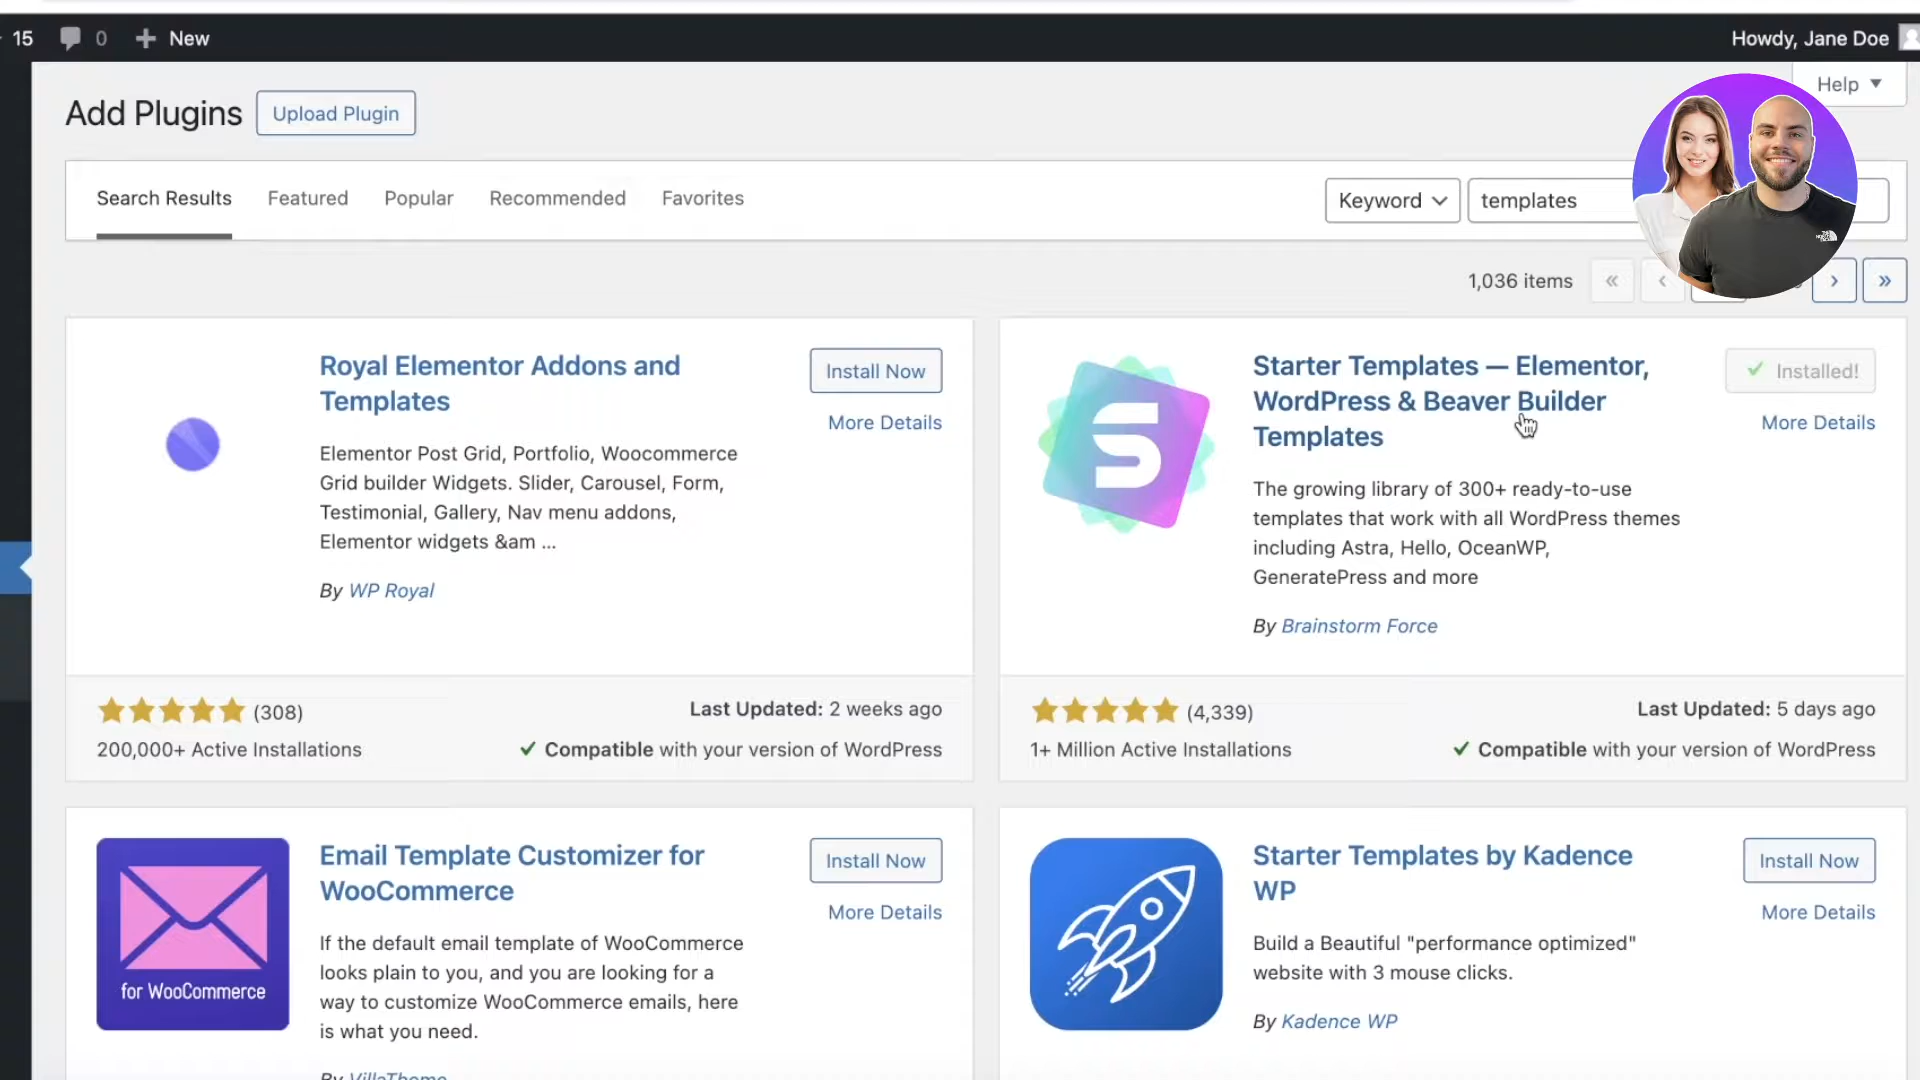 15
0
New
Howdy, Jane Doe
Help
Add Plugins
Upload Plugin
Search Results
Featured
Popular
Recommended
Favorites
Keyword
templates
1,036 items
«
‹
›
»
Royal Elementor Addons and
Templates
Install Now
More Details
Elementor Post Grid, Portfolio, Woocommerce
Grid builder Widgets. Slider, Carousel, Form,
Testimonial, Gallery, Nav menu addons,
Elementor widgets &am ...
By WP Royal
(308)
200,000+ Active Installations
Last Updated: 2 weeks ago
Compatible with your version of WordPress
S
Starter Templates — Elementor,
WordPress & Beaver Builder
Templates
Installed!
More Details
The growing library of 300+ ready-to-use
templates that work with all WordPress themes
including Astra, Hello, OceanWP,
GeneratePress and more
By Brainstorm Force
(4,339)
1+ Million Active Installations
Last Updated: 5 days ago
Compatible with your version of WordPress
for WooCommerce
Email Template Customizer for
WooCommerce
Install Now
More Details
If the default email template of WooCommerce
looks plain to you, and you are looking for a
way to customize WooCommerce emails, here
is what you need.
By VillaTheme
Starter Templates by Kadence
WP
Install Now
More Details
Build a Beautiful "performance optimized"
website with 3 mouse clicks.
By Kadence WP